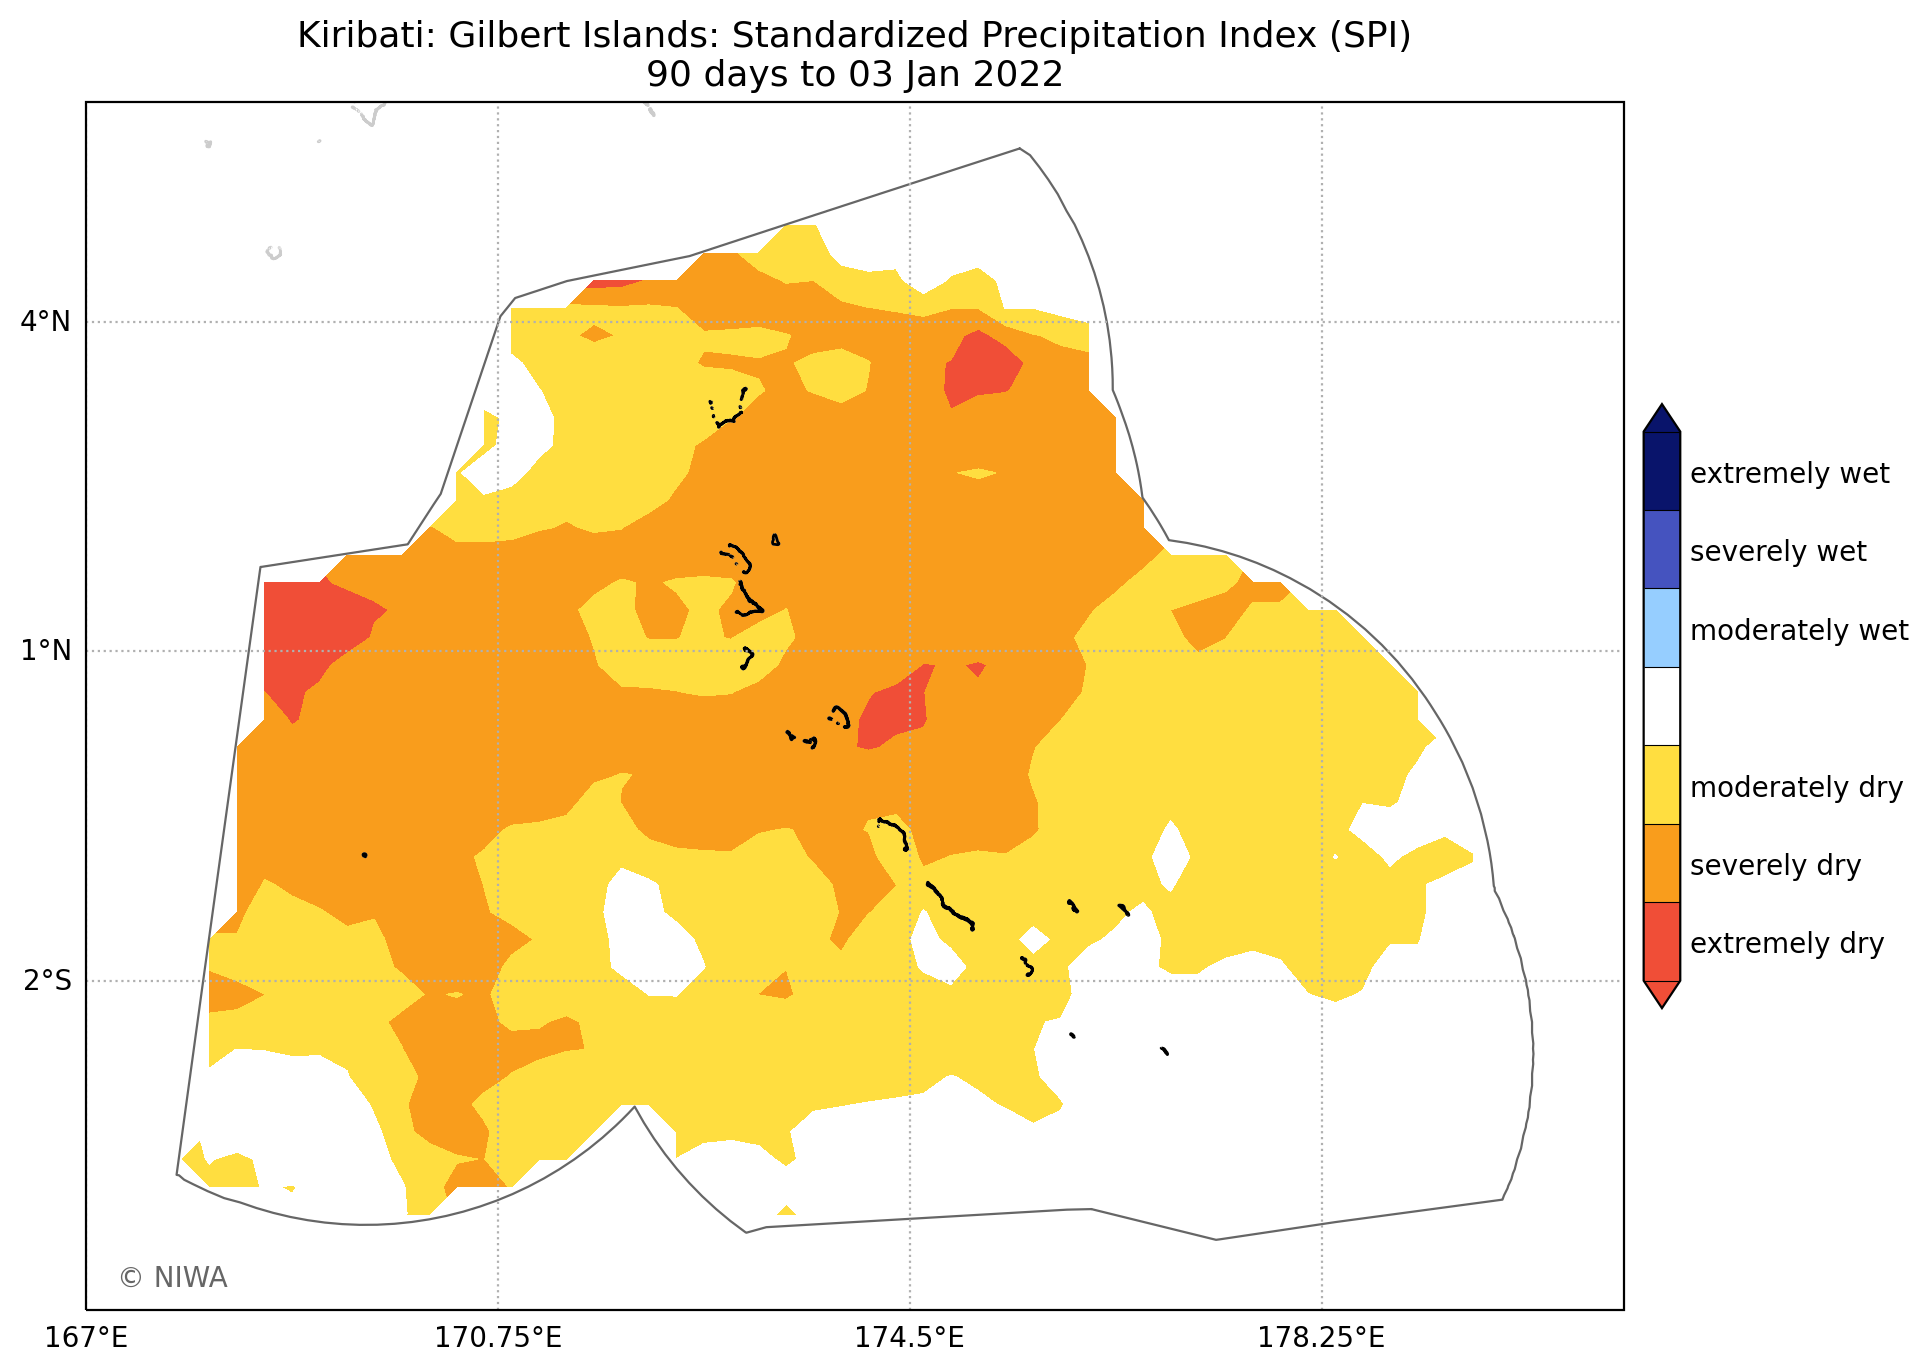 Kiribati: Gilbert Islands: Standardized Precipitation Index (SPI)
90 days to 03 Jan 2022
4°N
1°N
2°S
167°E
170.75°E
174.5°E
178.25°E
extremely wet
severely wet
moderately wet
moderately dry
severely dry
extremely dry
© NIWA